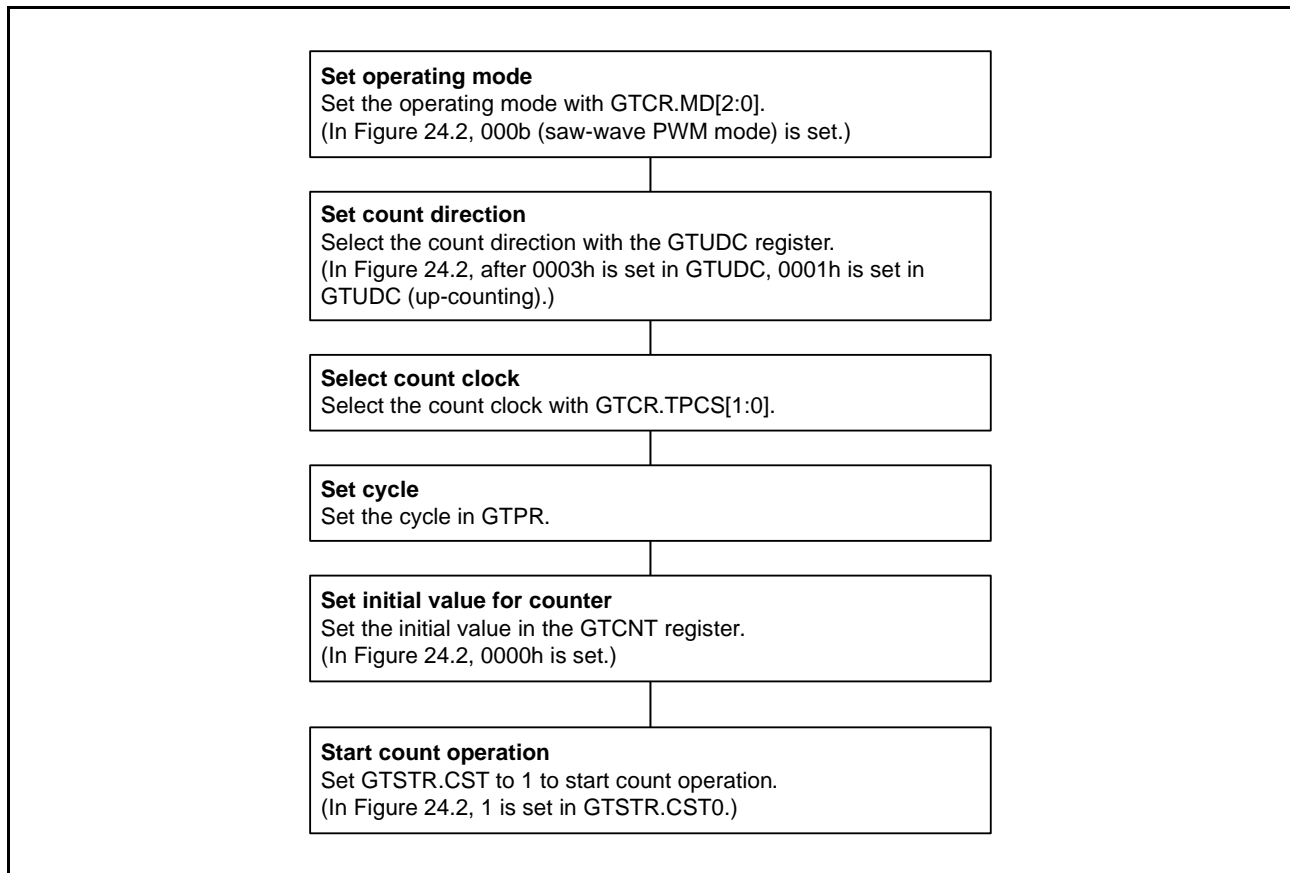 Set operating mode
Set the operating mode with GTCR.MD[2:0].
(In Figure 24.2, 000b (saw-wave PWM mode) is set.)
Set count direction
Select the count direction with the GTUDC register.
(In Figure 24.2, after 0003h is set in GTUDC, 0001h is set in
GTUDC (up-counting).)
Select count clock
Select the count clock with GTCR.TPCS[1:0].
Set cycle
Set the cycle in GTPR.
Set initial value for counter
Set the initial value in the GTCNT register.
(In Figure 24.2, 0000h is set.)
Start count operation
Set GTSTR.CST to 1 to start count operation.
(In Figure 24.2, 1 is set in GTSTR.CST0.)